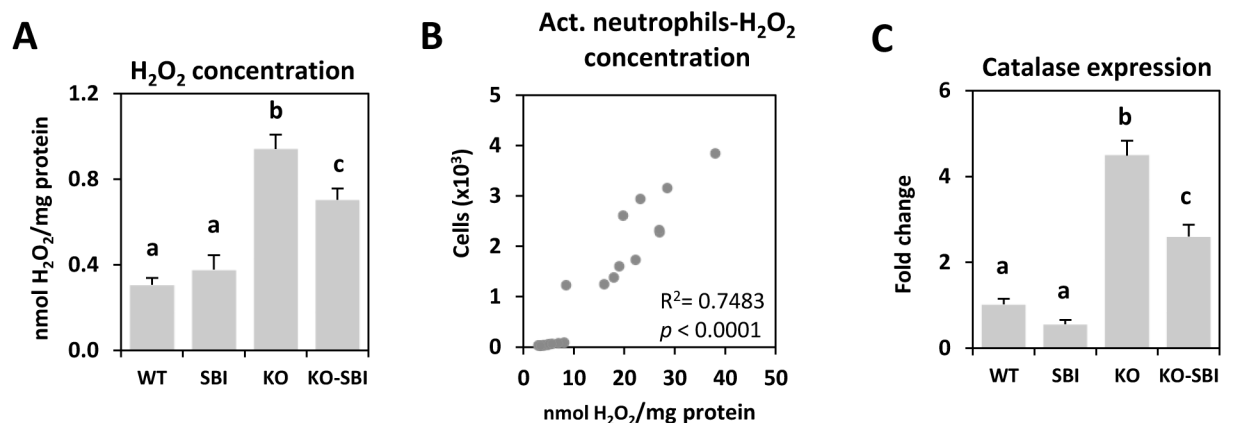 A
H₂O₂ concentration
nmol H₂O₂/mg protein
1.2
0.8
0.4
0.0
a
a
b
c
WT SBI KO KO-SBI
B
Act. neutrophils-H₂O₂
concentration
Cells (x10³)
5
4
3
2
1
0
R²= 0.7483
p < 0.0001
0 10 20 30 40 50
nmol H₂O₂/mg protein
C
Catalase expression
Fold change
6
4
2
0
a
a
b
c
WT SBI KO KO-SBI